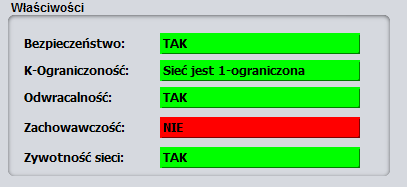 Właściwości
Bezpieczeństwo: TAK
K-Ograniczoność: Sieć jest 1-ograniczona
Odwracalność: TAK
Zachowawczość: NIE
Zywotność sieci: TAK